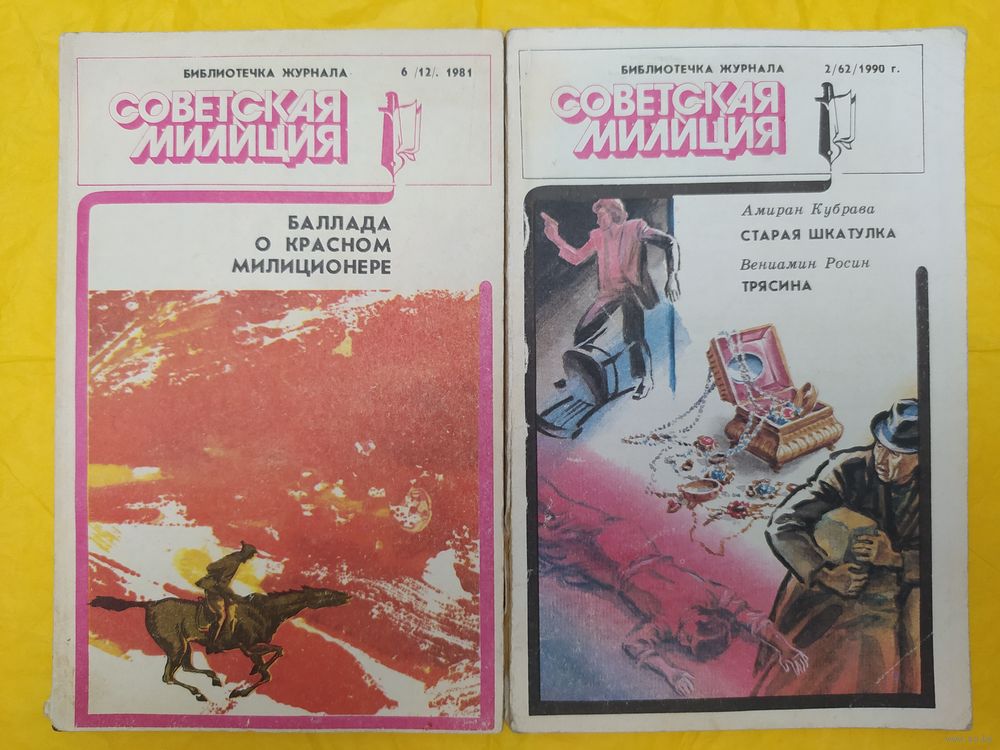 БИБЛИОТЕЧКА ЖУРНАЛА 6 /12/. 1981
СОВЕТСКАЯ
МИЛИЦИЯ
БАЛЛАДА
О КРАСНОМ
МИЛИЦИОНЕРЕ
БИБЛИОТЕЧКА ЖУРНАЛА 2/62/1990 г.
СОВЕТСКАЯ
МИЛИЦИЯ
Амиран Кубрава
СТАРАЯ ШКАТУЛКА
Вениамин Росин
ТРЯСИНА